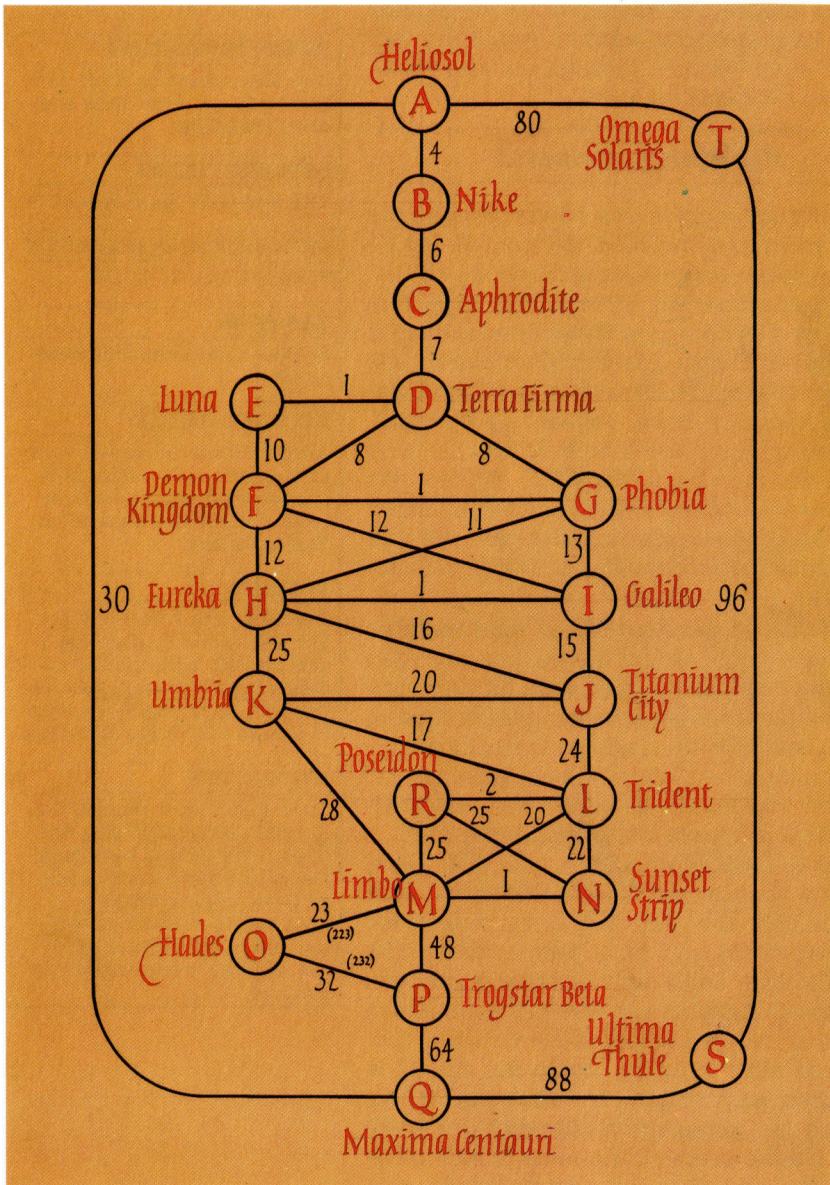 Heliosol
A
80
Omega
Solaris
T
4
B
Nike
6
C
Aphrodite
7
Luna
E
1
D
Terra Firma
10
8
8
Demon
Kingdom
F
1
G
Phobia
12
11
12
13
30
Eureka
H
1
I
Galileo
96
25
16
15
Umbria
K
20
J
Titanium
City
17
24
Poseidon
R
2
L
Trident
28
25
20
25
22
Limbo
M
1
N
Sunset
Strip
23
(223)
Hades
O
48
(232)
32
P
Trogstar Beta
64
Ultima
Thule
S
88
Q
Maxima Centauri